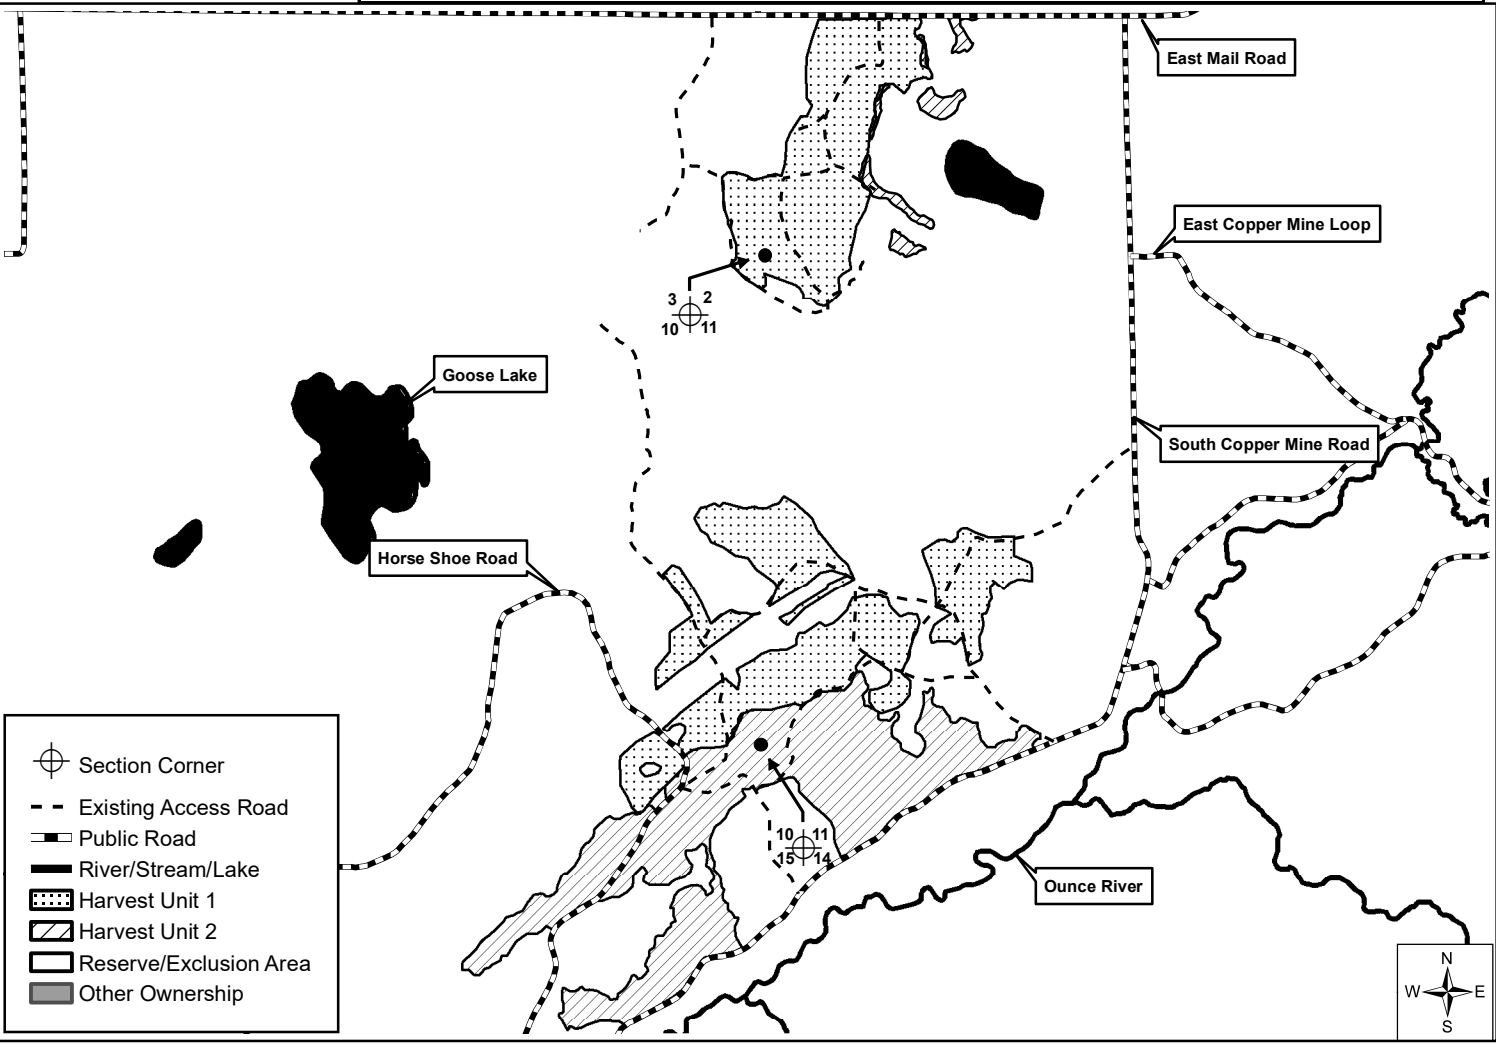 East Mail Road
East Copper Mine Loop
3 2
10 11
Goose Lake
South Copper Mine Road
Horse Shoe Road
10 11
15 14
Ounce River
Section Corner
Existing Access Road
Public Road
River/Stream/Lake
Harvest Unit 1
Harvest Unit 2
Reserve/Exclusion Area
Other Ownership
N
W E
S